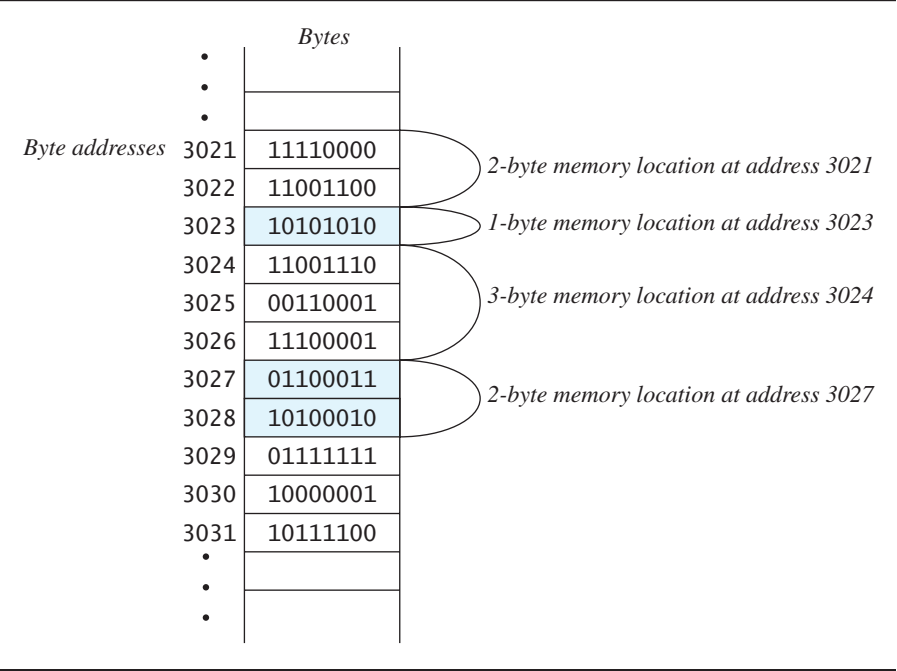 Bytes
Byte addresses 3021 11110000
2-byte memory location at address 3021
3022 11001100
3023 10101010 1-byte memory location at address 3023
3024 11001110
3025 00110001 3-byte memory location at address 3024
3026 11100001
3027 01100011
2-byte memory location at address 3027
3028 10100010
3029 01111111
3030 10000001
3031 10111100